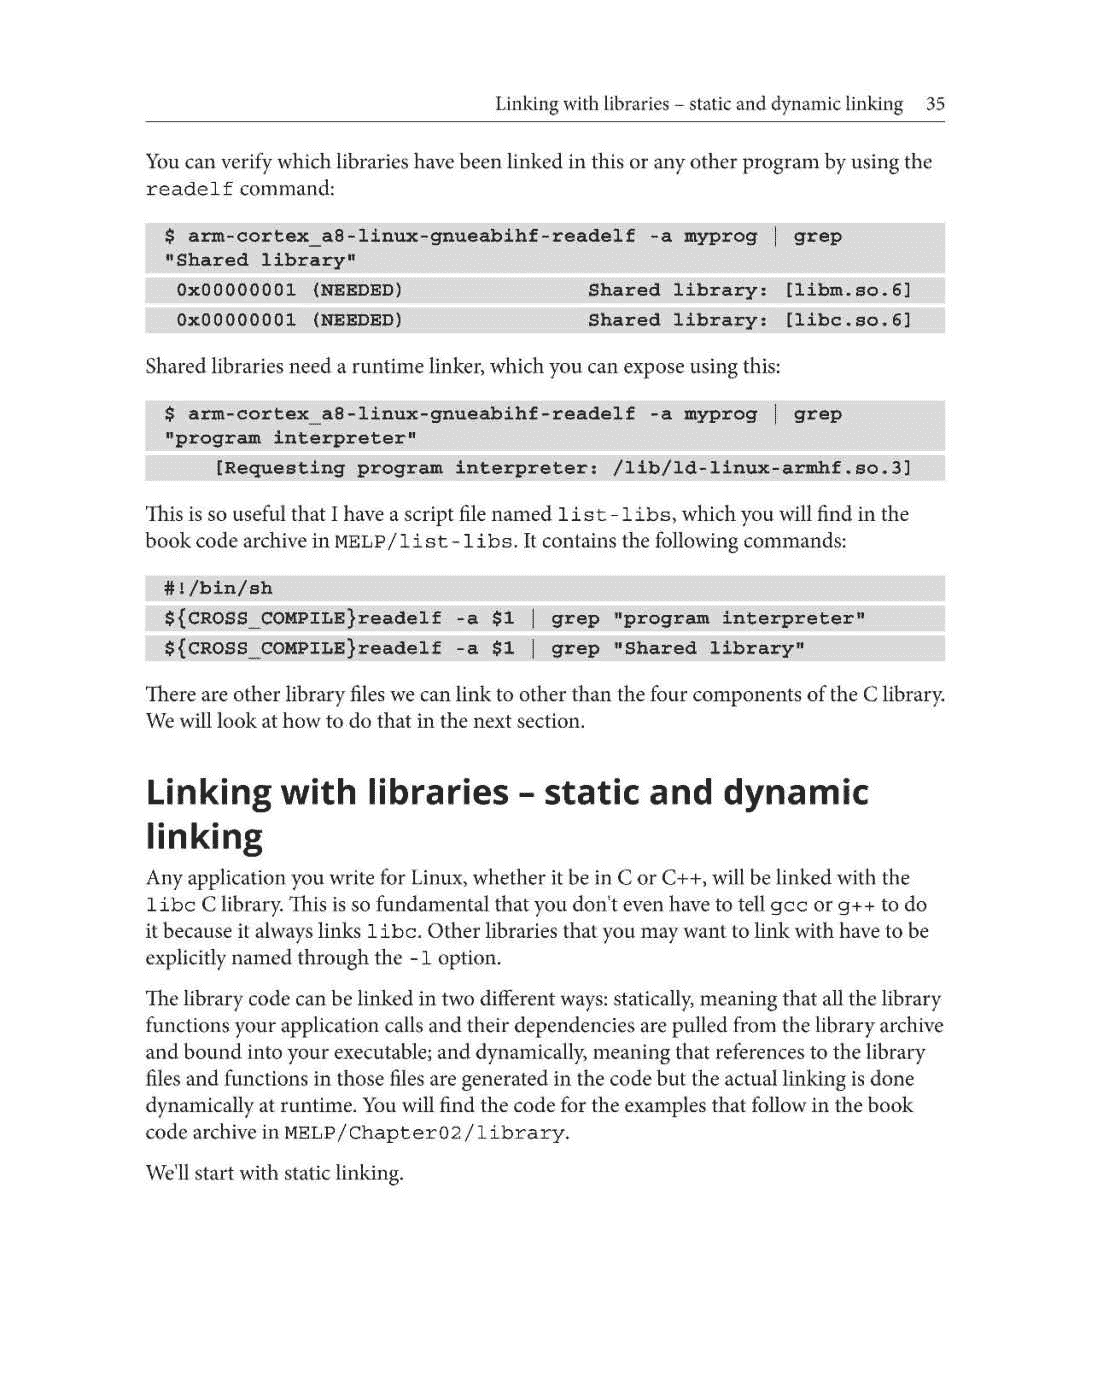 Linking with libraries – static and dynamic linking 35
You can verify which libraries have been linked in this or any other program by using the
readelf command:
$ arm-cortex_a8-linux-gnueabihf-readelf -a myprog | grep
"Shared library"
0x00000001 (NEEDED) Shared library: [libm.so.6]
0x00000001 (NEEDED) Shared library: [libc.so.6]
Shared libraries need a runtime linker, which you can expose using this:
$ arm-cortex_a8-linux-gnueabihf-readelf -a myprog | grep
"program interpreter"
[Requesting program interpreter: /lib/ld-linux-armhf.so.3]
This is so useful that I have a script file named list-libs, which you will find in the
book code archive in MELP/list-libs. It contains the following commands:
#!/bin/sh
${CROSS_COMPILE}readelf -a $1 | grep "program interpreter"
${CROSS_COMPILE}readelf -a $1 | grep "Shared library"
There are other library files we can link to other than the four components of the C library.
We will look at how to do that in the next section.
Linking with libraries – static and dynamic
linking
Any application you write for Linux, whether it be in C or C++, will be linked with the
libc C library. This is so fundamental that you don't even have to tell gcc or g++ to do
it because it always links libc. Other libraries that you may want to link with have to be
explicitly named through the -l option.
The library code can be linked in two different ways: statically, meaning that all the library
functions your application calls and their dependencies are pulled from the library archive
and bound into your executable; and dynamically, meaning that references to the library
files and functions in those files are generated in the code but the actual linking is done
dynamically at runtime. You will find the code for the examples that follow in the book
code archive in MELP/Chapter02/library.
We'll start with static linking.